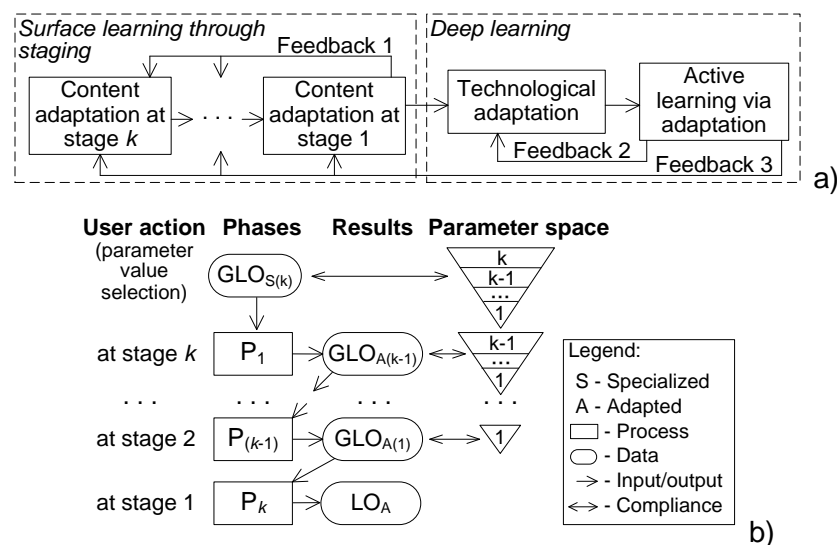 Surface learning through
staging
Feedback 1
Deep learning
Content
adaptation at
stage k
. . .
Content
adaptation at
stage 1
Technological
adaptation
Active
learning via
adaptation
Feedback 2
Feedback 3
a)
User action
(parameter
value
selection)
Phases
Results
Parameter space
GLOS(k)
k
k-1
...
1
at stage k
P1
GLOA(k-1)
k-1
...
1
. . .
. . .
. . .
. . .
at stage 2
P(k-1)
GLOA(1)
1
at stage 1
Pk
LOA
Legend:
S - Specialized
A - Adapted
- Process
- Data
- Input/output
- Compliance
b)